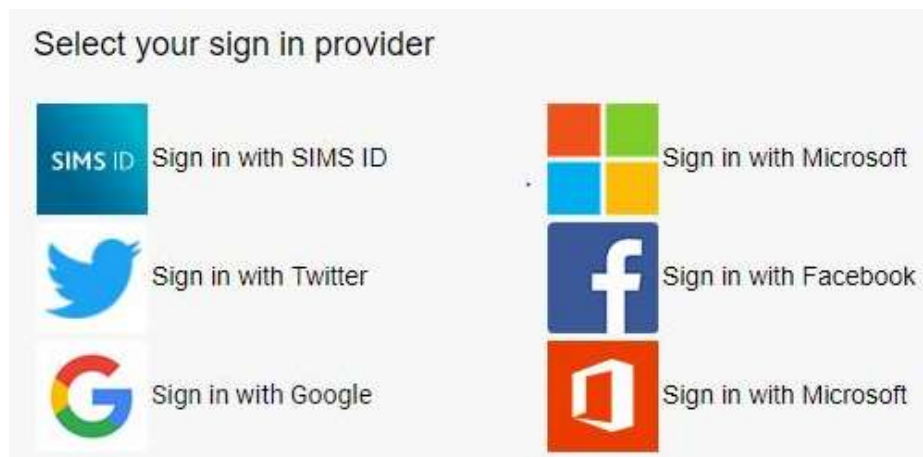 Select your sign in provider
SIMS ID Sign in with SIMS ID
Sign in with Microsoft
Sign in with Twitter
Sign in with Facebook
Sign in with Google
Sign in with Microsoft